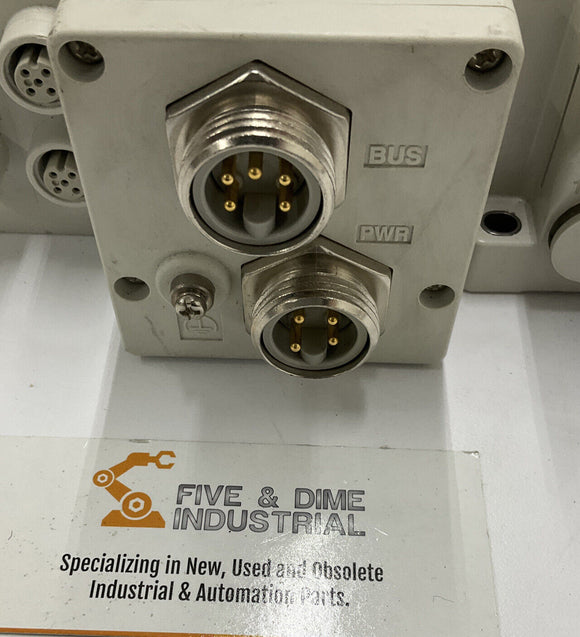 BUS
PWR
FIVE & DIME
INDUSTRIAL
Specializing in New, Used and Obsolete
Industrial & Automation Parts.